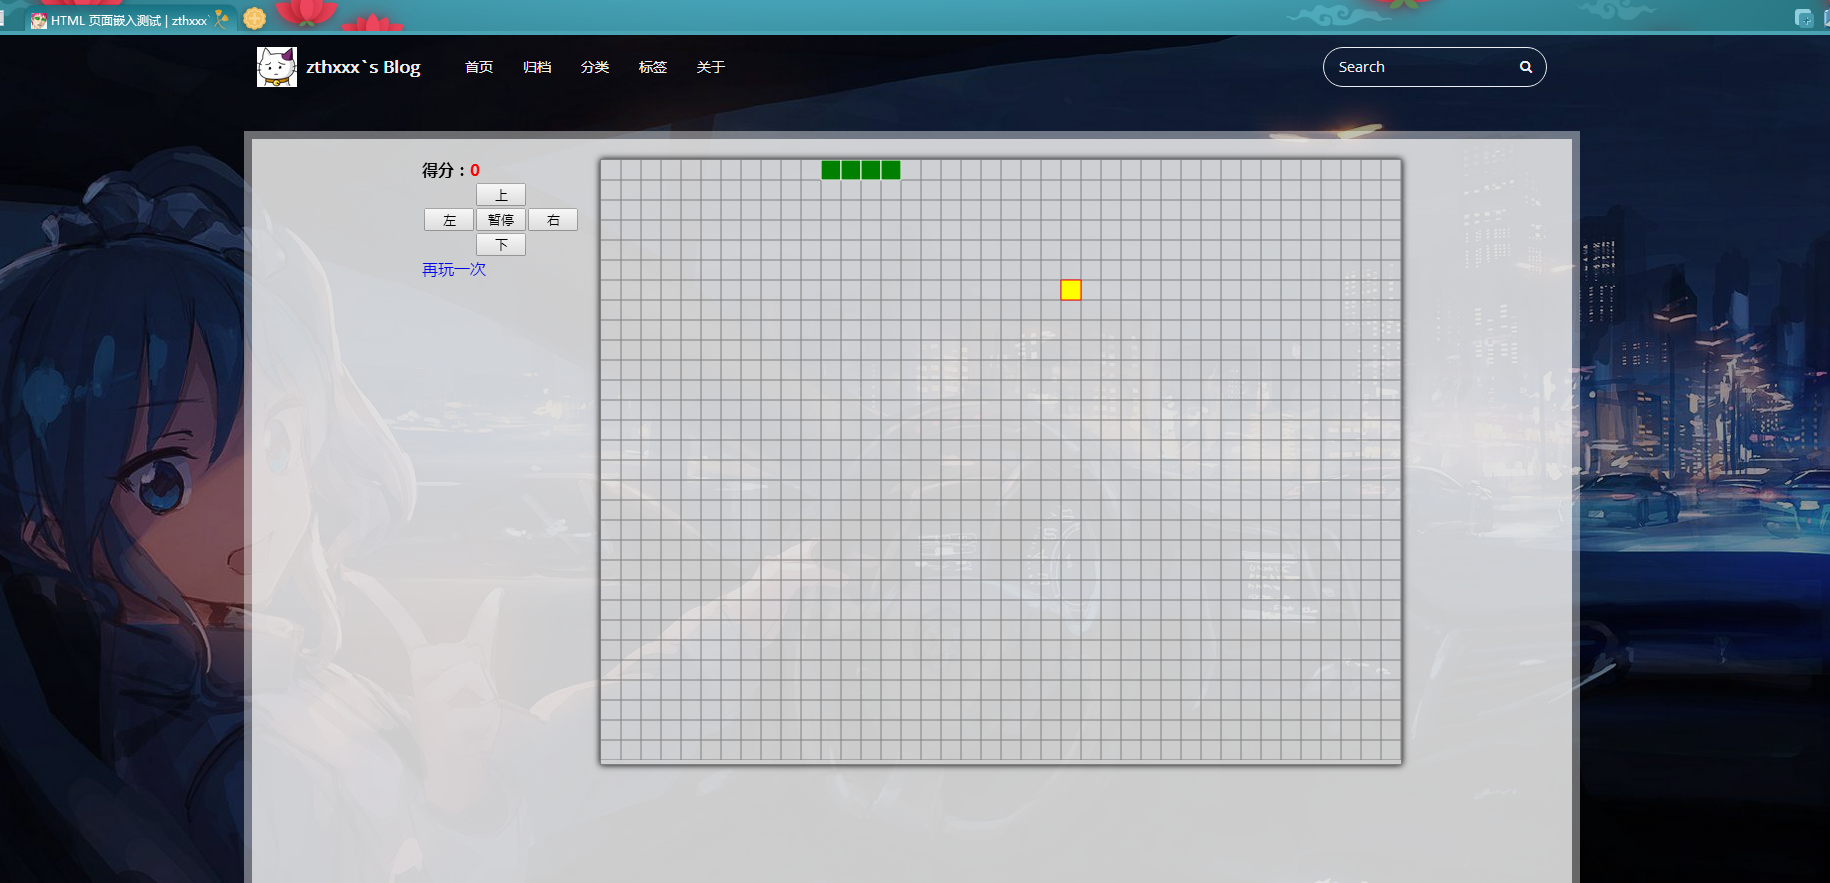 HTML 页面嵌入测试 | zthxxx`
zthxxx`s Blog
首页
归档
分类
标签
关于
Search
得分：0
上
左
暂停
右
下
再玩一次